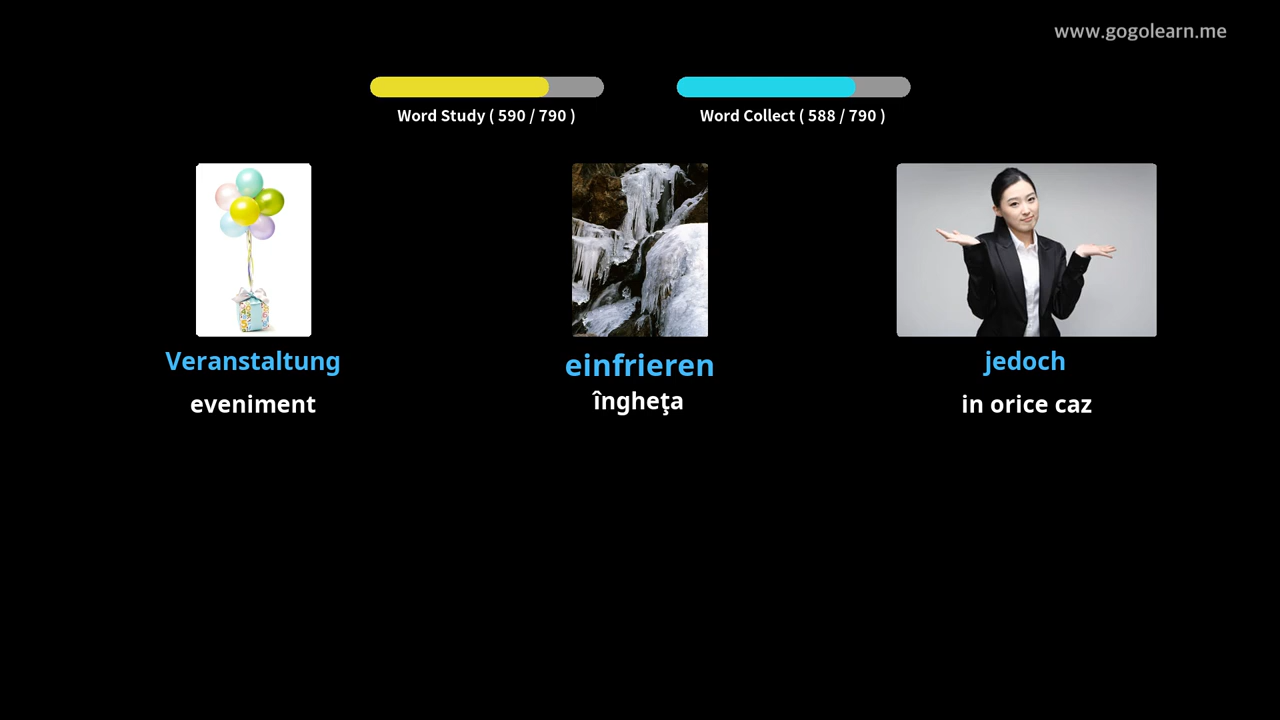 www.gogolearn.me
Word Study ( 590 / 790 )
Word Collect ( 588 / 790 )
Veranstaltung
eveniment
einfrieren
îngheţa
jedoch
in orice caz